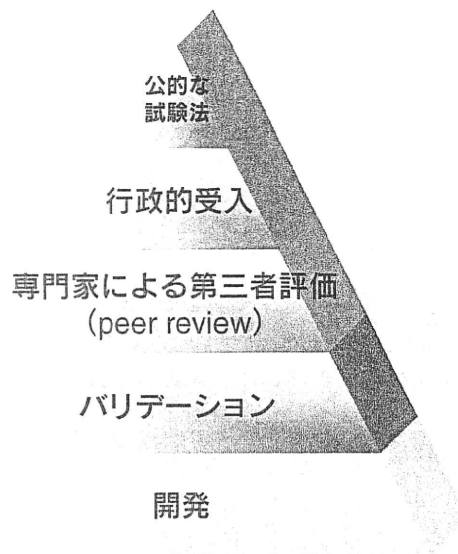 公的な
試験法
行政的受入
専門家による第三者評価
(peer review)
バリデーション
開発